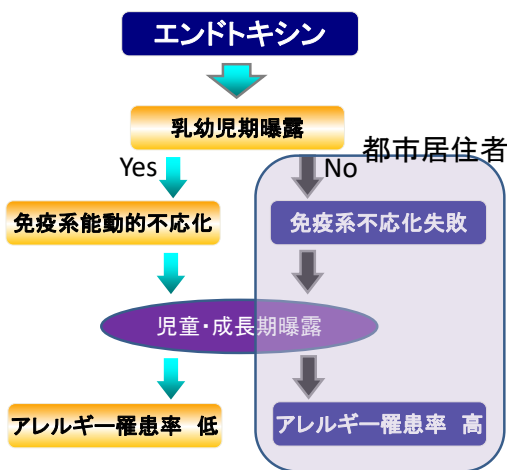 エンドトキシン
乳幼児期曝露
都市居住者
Yes
No
免疫系能動的不応化
免疫系不応化失敗
児童・成長期曝露
アレルギー罹患率 低
アレルギー罹患率 高